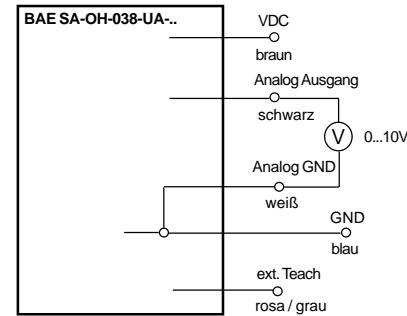 BAE SA-OH-038-UA-..
VDC
braun
Analog Ausgang
schwarz
V
0...10V
Analog GND
weiß
GND
blau
ext. Teach
rosa / grau